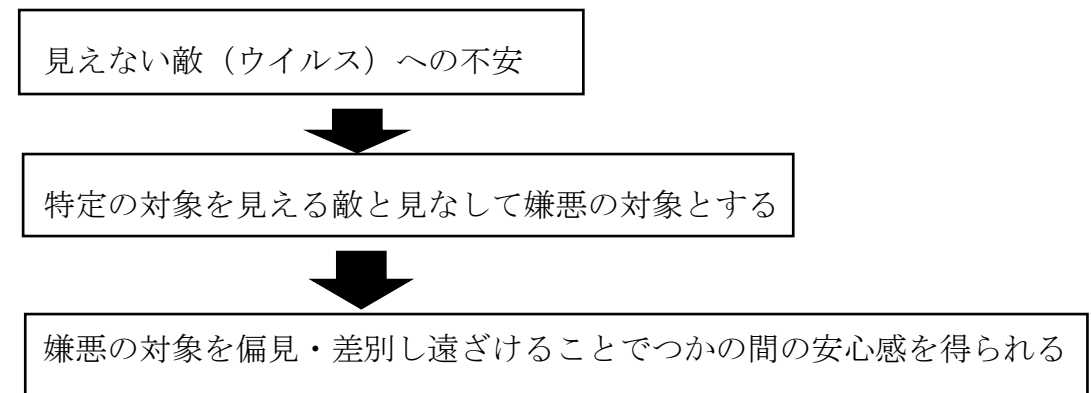 見えない敵（ウイルス）への不安
特定の対象を見える敵と見なして嫌悪の対象とする
嫌悪の対象を偏見・差別し遠ざけることでつかの間の安心感を得られる